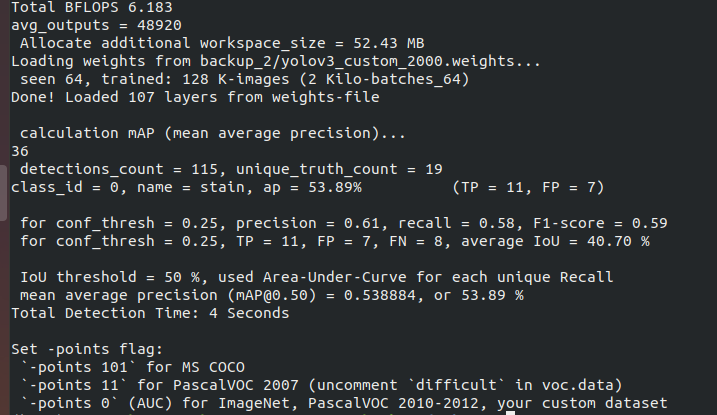 Total BFLOPS 6.183
avg_outputs = 48920
Allocate additional workspace_size = 52.43 MB
Loading weights from backup_2/yolov3_custom_2000.weights...
seen 64, trained: 128 K-images (2 Kilo-batches_64)
Done! Loaded 107 layers from weights-file
calculation mAP (mean average precision)...
36
detections_count = 115, unique_truth_count = 19
class_id = 0, name = stain, ap = 53.89% (TP = 11, FP = 7)
for conf_thresh = 0.25, precision = 0.61, recall = 0.58, F1-score = 0.59
for conf_thresh = 0.25, TP = 11, FP = 7, FN = 8, average IoU = 40.70 %
IoU threshold = 50 %, used Area-Under-Curve for each unique Recall
mean average precision (mAP@0.50) = 0.538884, or 53.89 %
Total Detection Time: 4 Seconds
Set -points flag:
`-points 101` for MS COCO
`-points 11` for PascalVOC 2007 (uncomment `difficult` in voc.data)
`-points 0` (AUC) for ImageNet, PascalVOC 2010-2012, your custom dataset